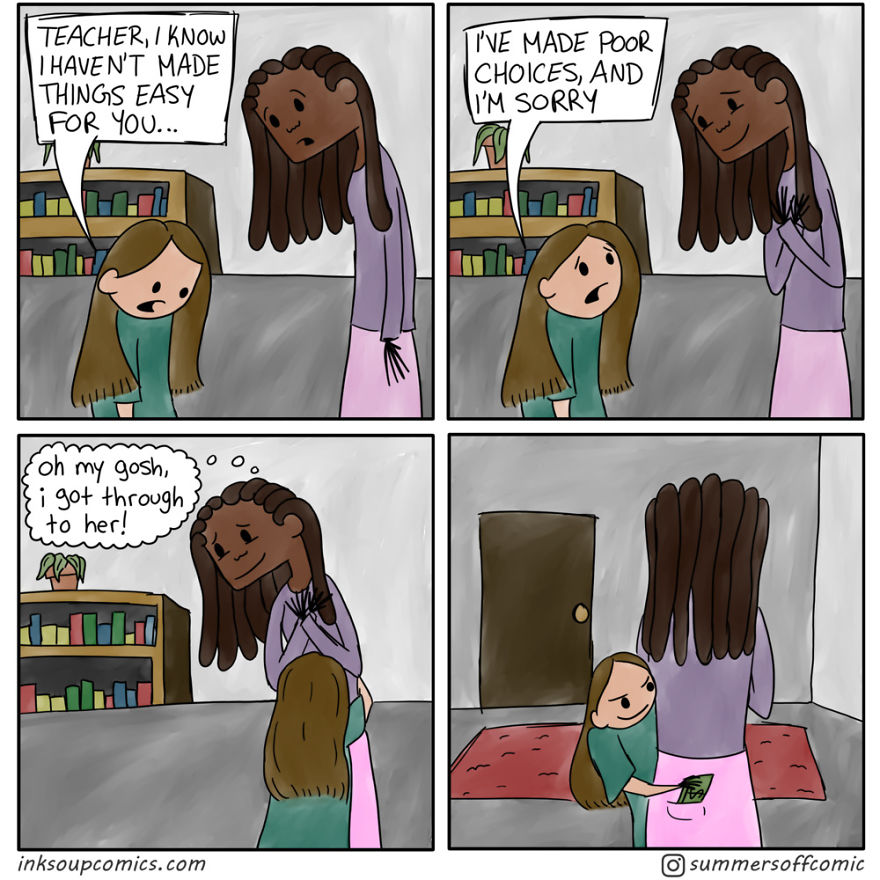 TEACHER, I KNOW
I HAVEN'T MADE
THINGS EASY
FOR YOU...
I'VE MADE POOR
CHOICES, AND
I'M SORRY
oh my gosh,
i got through
to her!
$
inksoupcomics.com
summersoffcomic